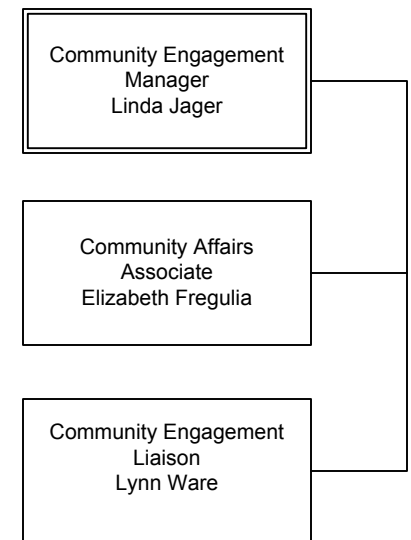 Community Engagement
Manager
Linda Jager
Community Affairs
Associate
Elizabeth Fregulia
Community Engagement
Liaison
Lynn Ware